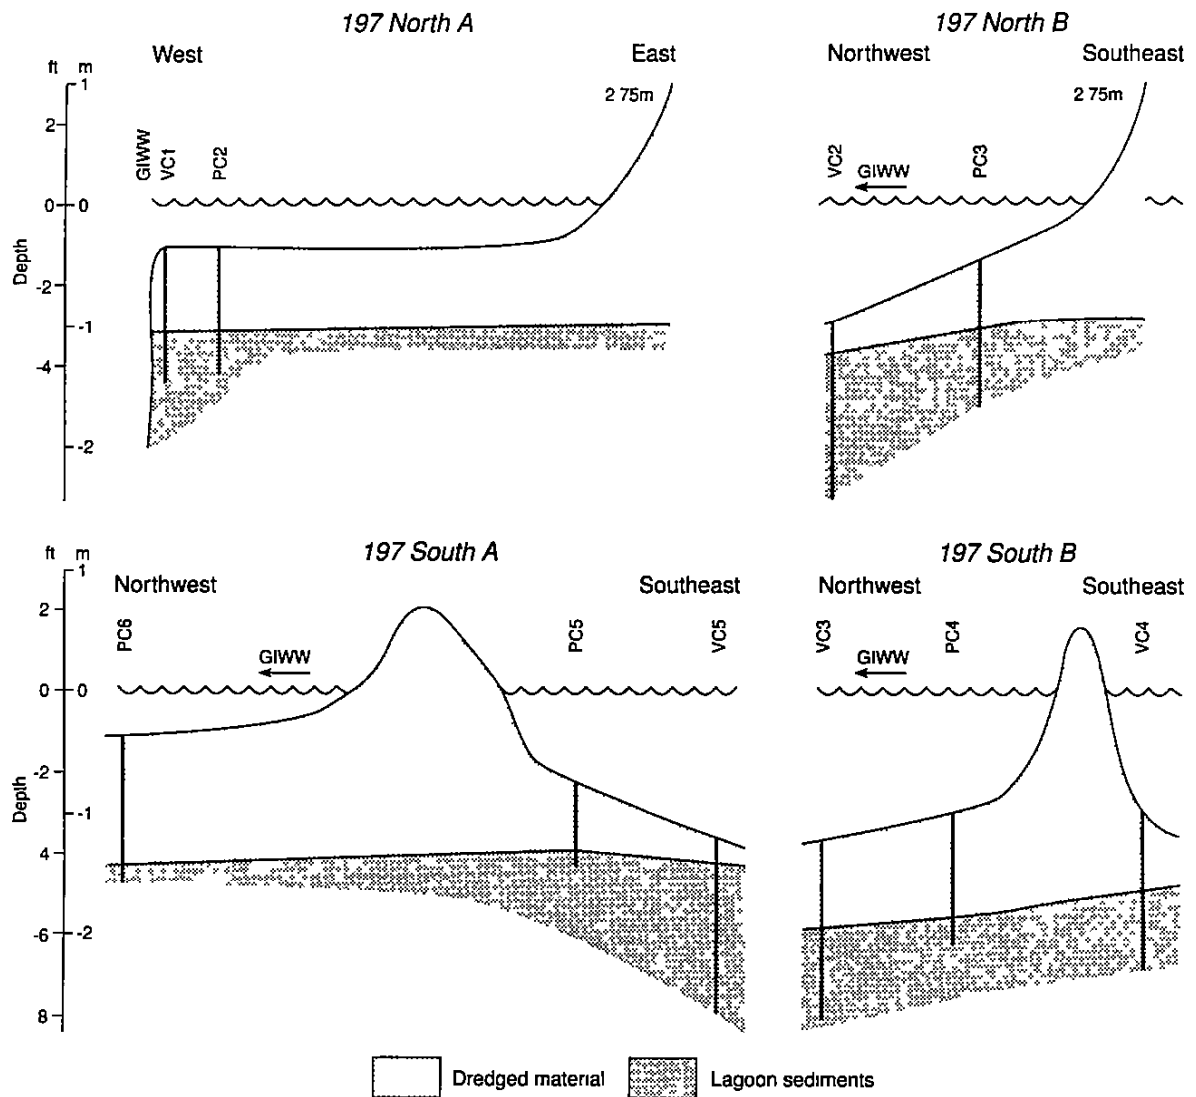 197 North A
197 North B
West
East
Northwest
Southeast
ft m
1
2 75m
2 75m
2
GIWW
VC1
PC2
VC2
GIWW
PC3
0 0
Depth
-2
-1
-4
-2
197 South A
197 South B
ft m
1
Northwest
Southeast
Northwest
Southeast
2
PC6
GIWW
PC5
VC5
VC3
GIWW
PC4
VC4
0 0
Depth
-2
-1
4
-6 -2
8
Dredged material
Lagoon sediments